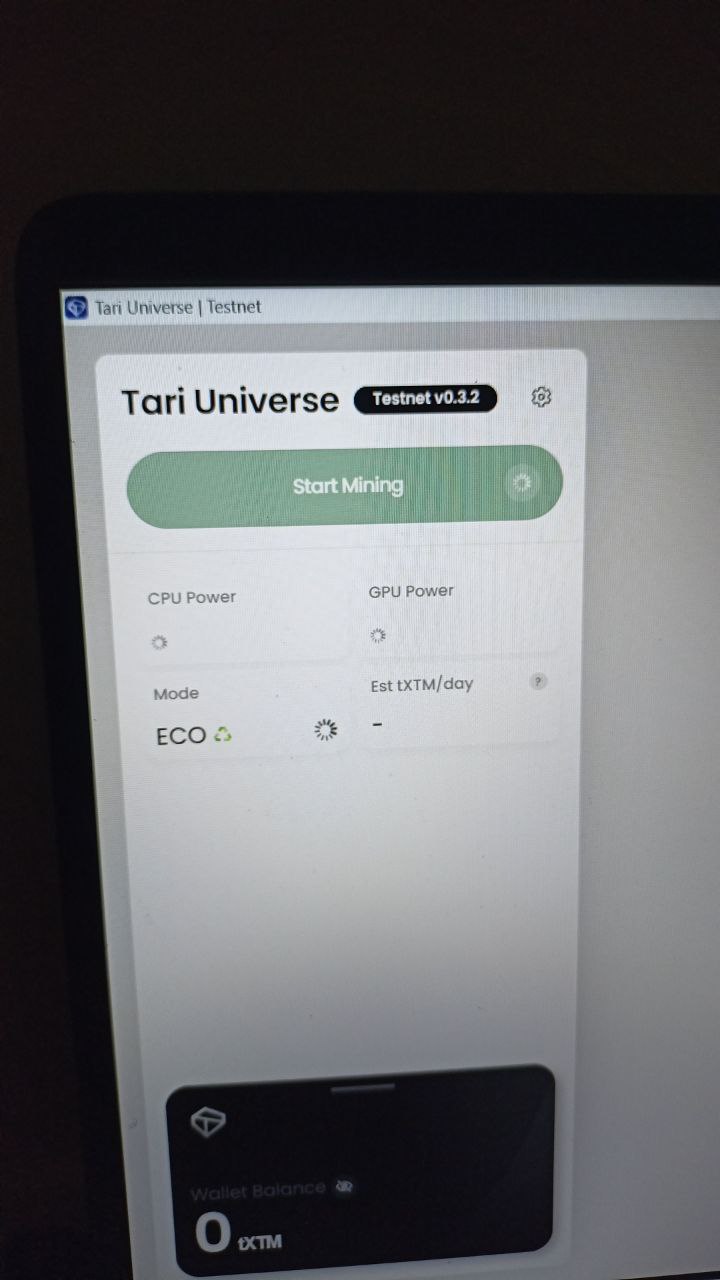 Tari Universe | Testnet
Tari Universe Testnet v0.3.2
Start Mining
CPU Power GPU Power
Mode Est tXTM/day ?
ECO -
Wallet Balance
0 tXTM